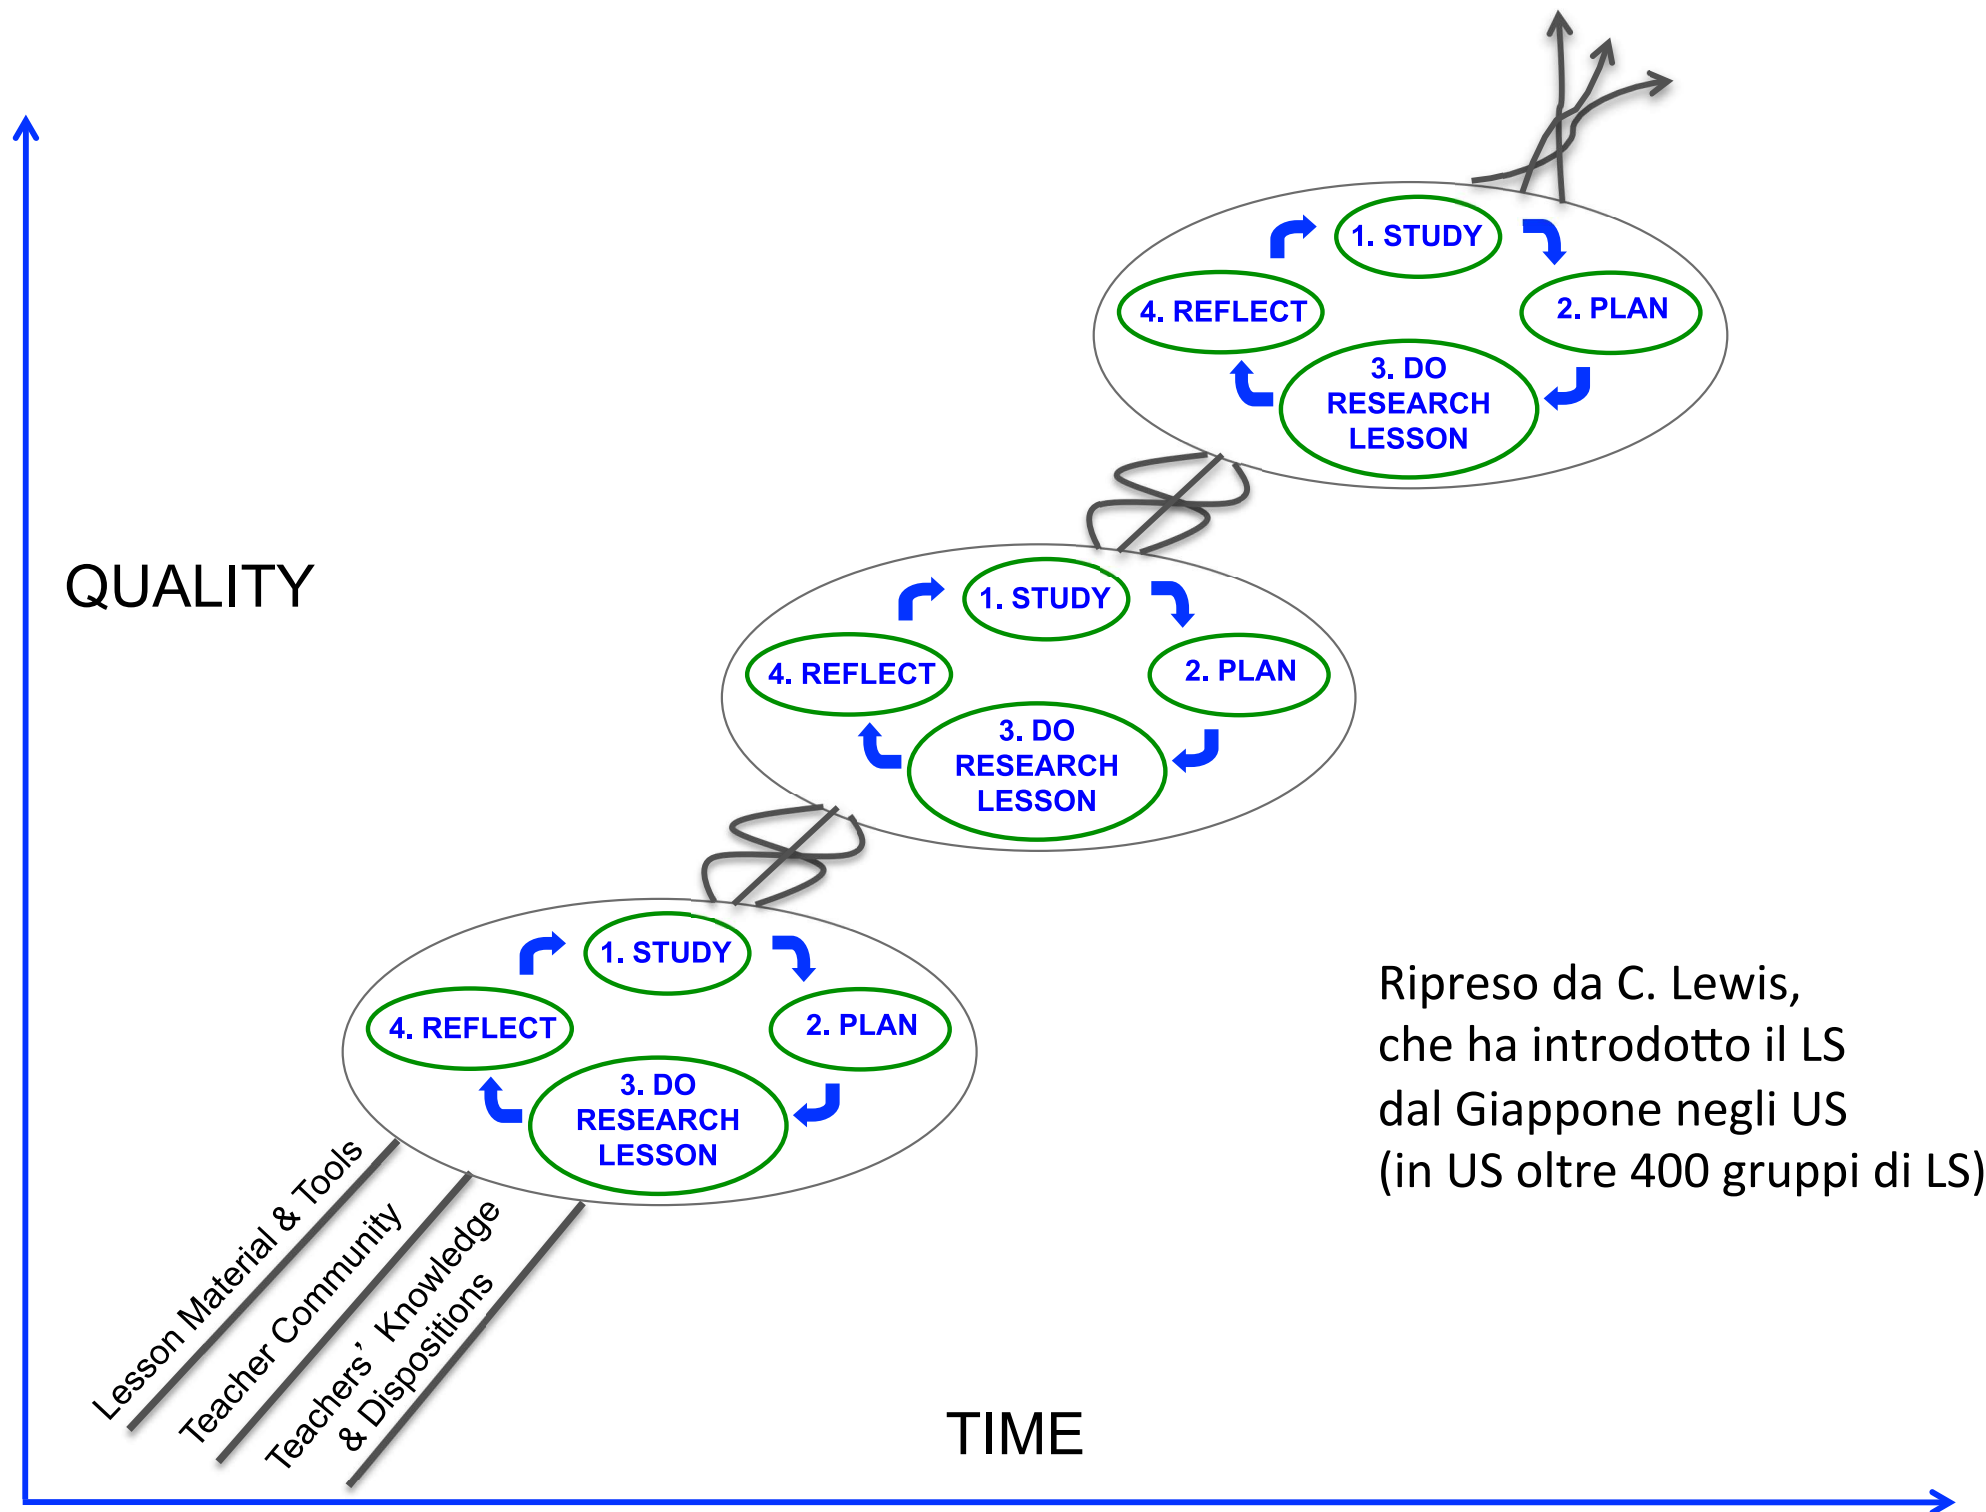 1. STUDY
2. PLAN
3. DO
RESEARCH
LESSON
4. REFLECT
QUALITY
1. STUDY
2. PLAN
3. DO
RESEARCH
LESSON
4. REFLECT
1. STUDY
2. PLAN
3. DO
RESEARCH
LESSON
4. REFLECT
Ripreso da C. Lewis,
che ha introdotto il LS
dal Giappone negli US
(in US oltre 400 gruppi di LS)
Lesson Material & Tools
Teacher Community
Teachers’ Knowledge
& Dispositions
TIME